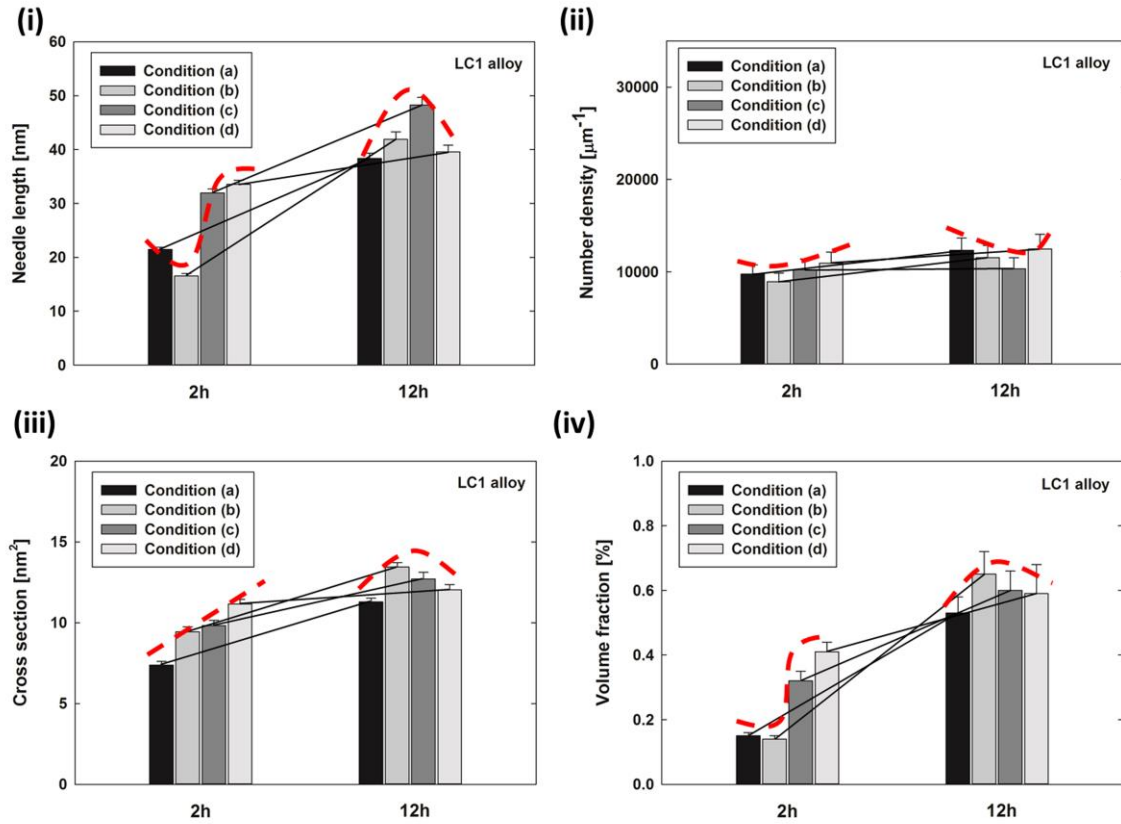 (i)
60
50
40
30
20
10
0
Needle length [nm]
Condition (a)
Condition (b)
Condition (c)
Condition (d)
LC1 alloy
2h
12h
(ii)
30000
20000
10000
0
Number density [μm⁻¹]
Condition (a)
Condition (b)
Condition (c)
Condition (d)
LC1 alloy
2h
12h
(iii)
20
15
10
5
0
Cross section [nm²]
Condition (a)
Condition (b)
Condition (c)
Condition (d)
LC1 alloy
2h
12h
(iv)
1.0
0.8
0.6
0.4
0.2
0.0
Volume fraction [%]
Condition (a)
Condition (b)
Condition (c)
Condition (d)
LC1 alloy
2h
12h